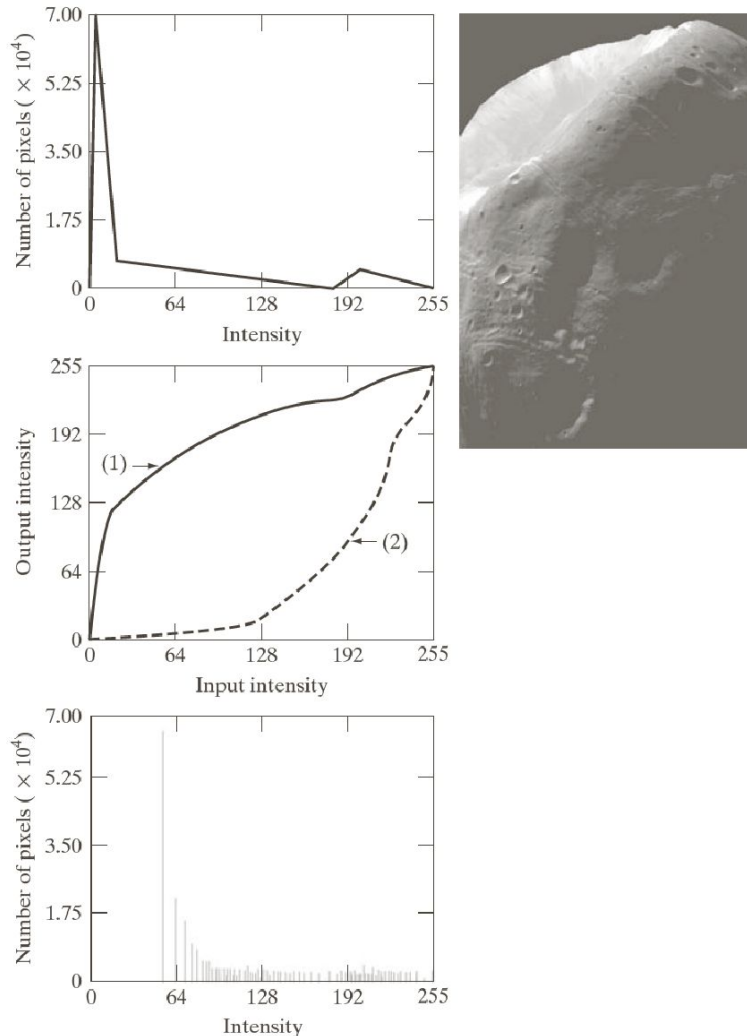 7.00
5.25
3.50
1.75
0
Number of pixels ( × 10⁴)
0 64 128 192 255
Intensity
255
192
128
64
0
Output intensity
(1)
(2)
0 64 128 192 255
Input intensity
7.00
5.25
3.50
1.75
0
Number of pixels ( × 10⁴)
0 64 128 192 255
Intensity